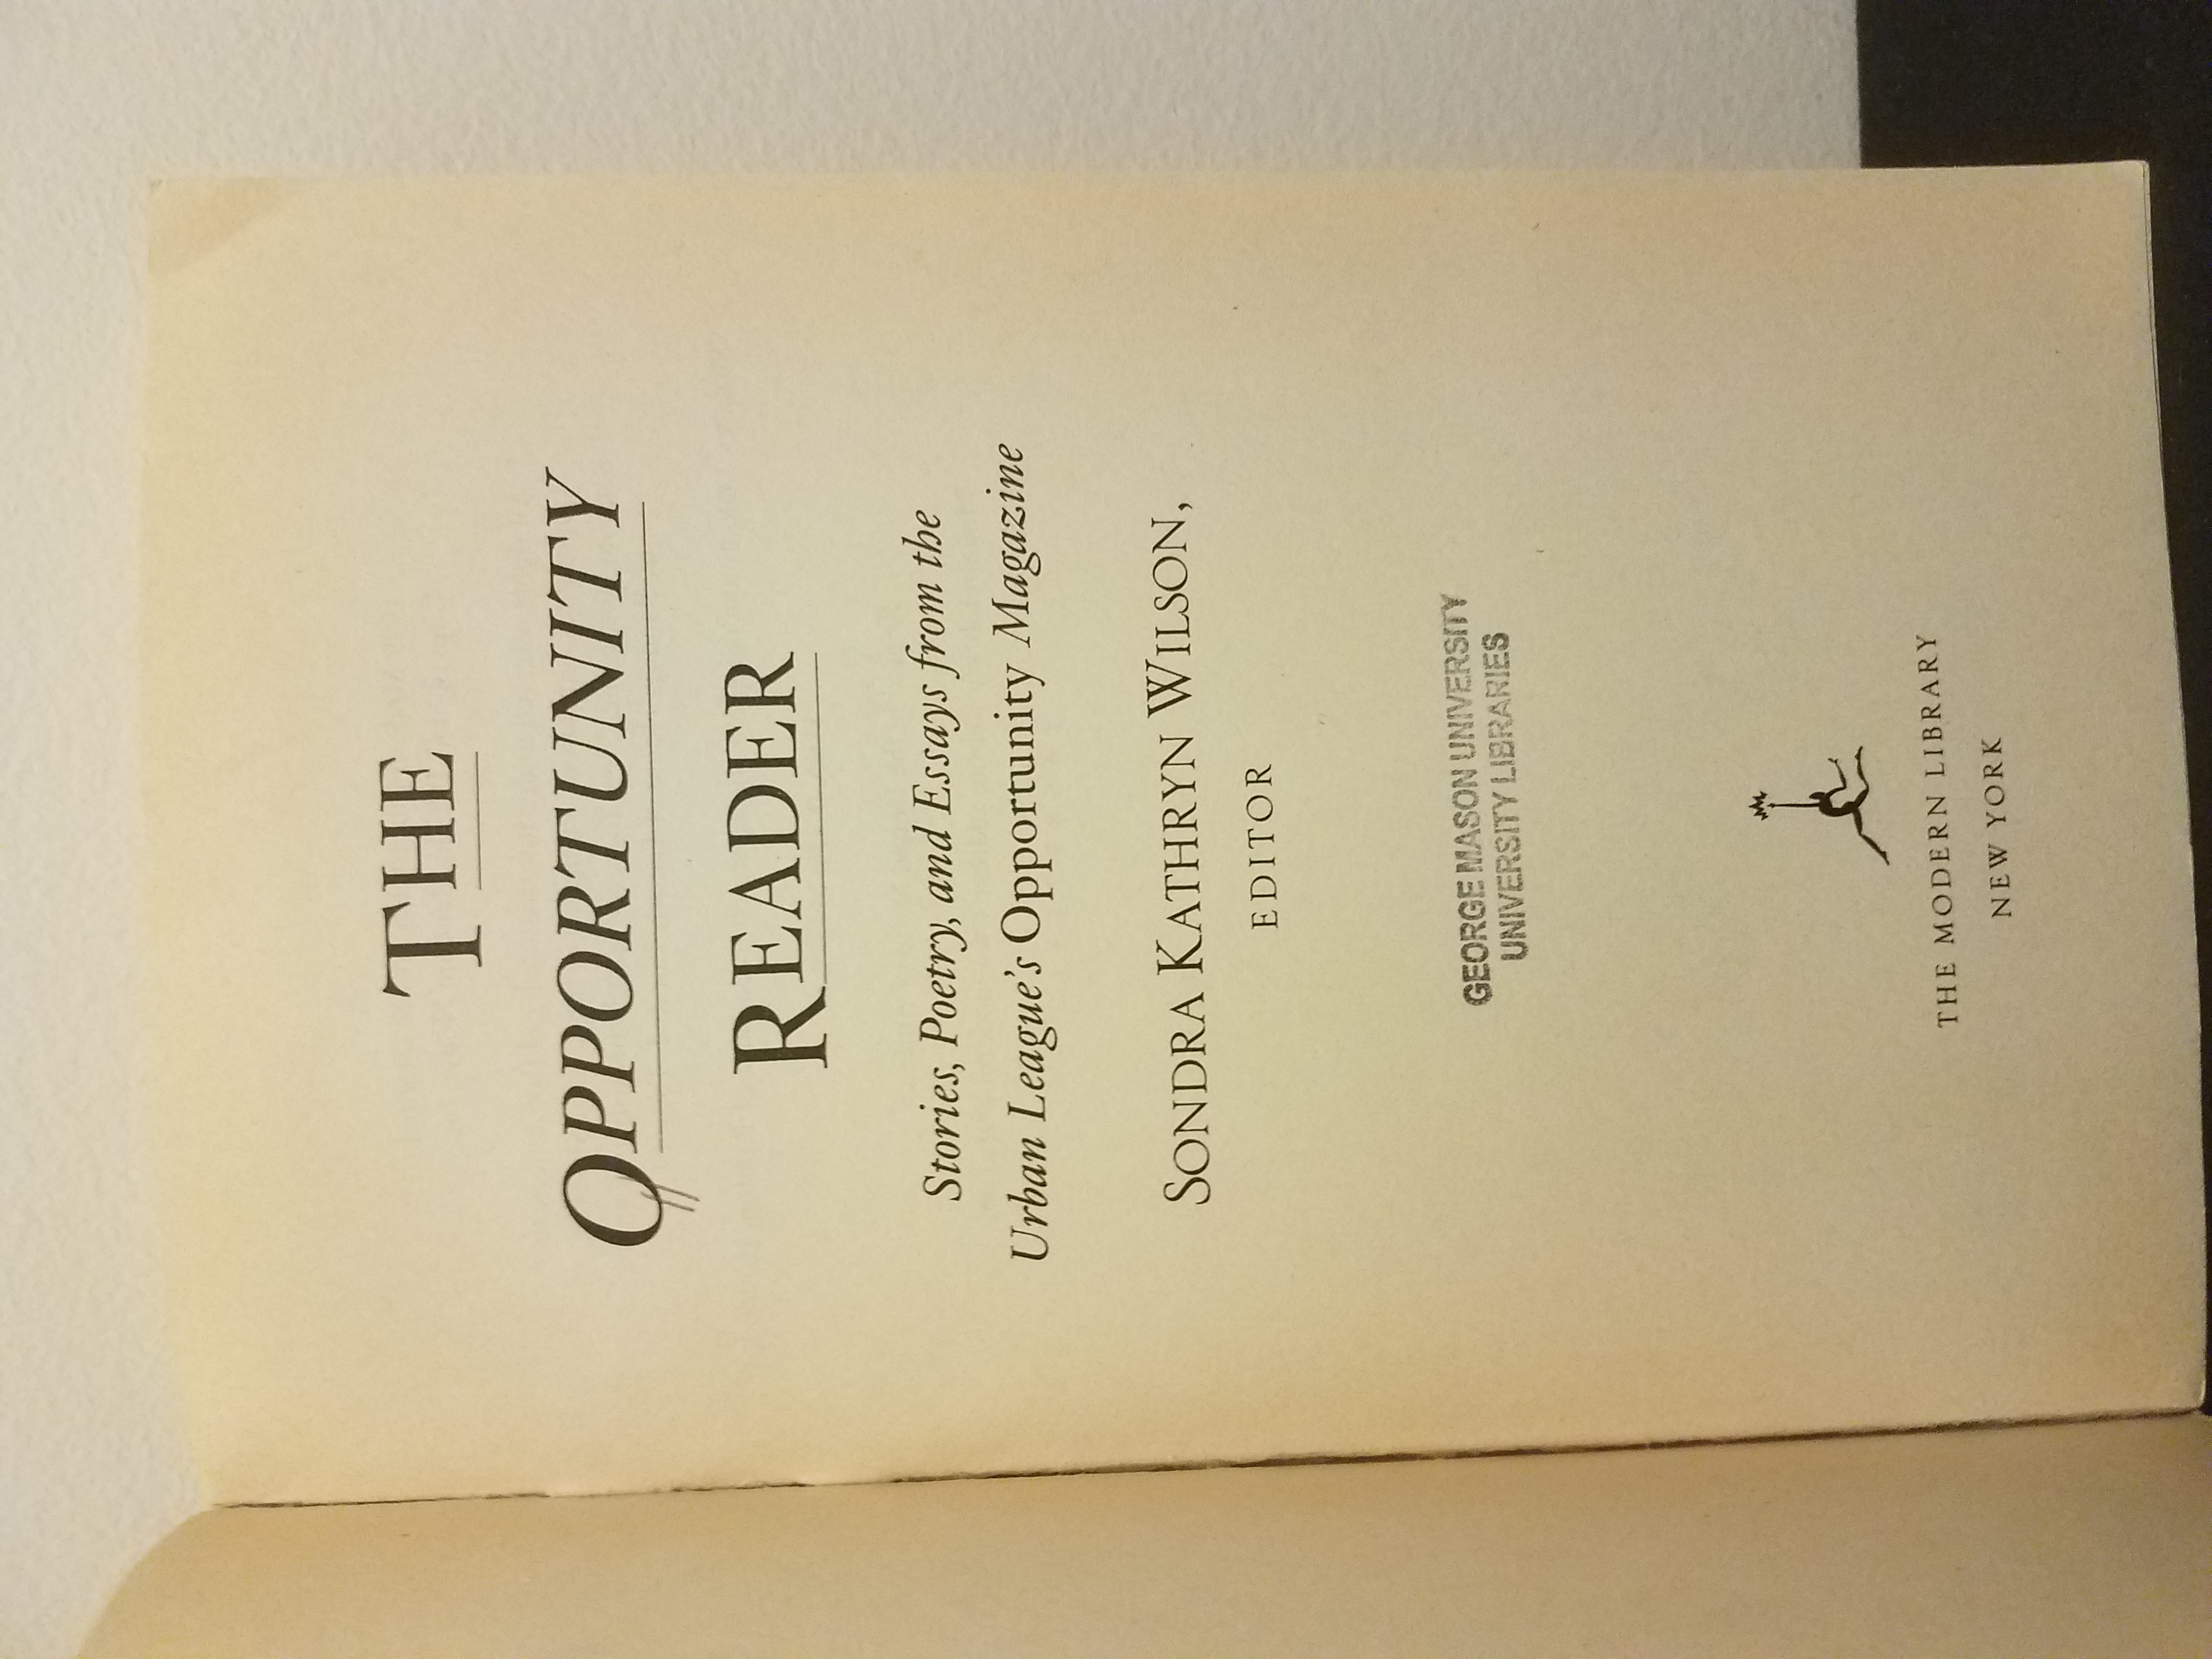 THE
OPPORTUNITY
READER
Stories, Poetry, and Essays from the
Urban League's Opportunity Magazine
SONDRA KATHRYN WILSON,
EDITOR
GEORGE MASON UNIVERSITY
UNIVERSITY LIBRARIES
THE MODERN LIBRARY
NEW YORK